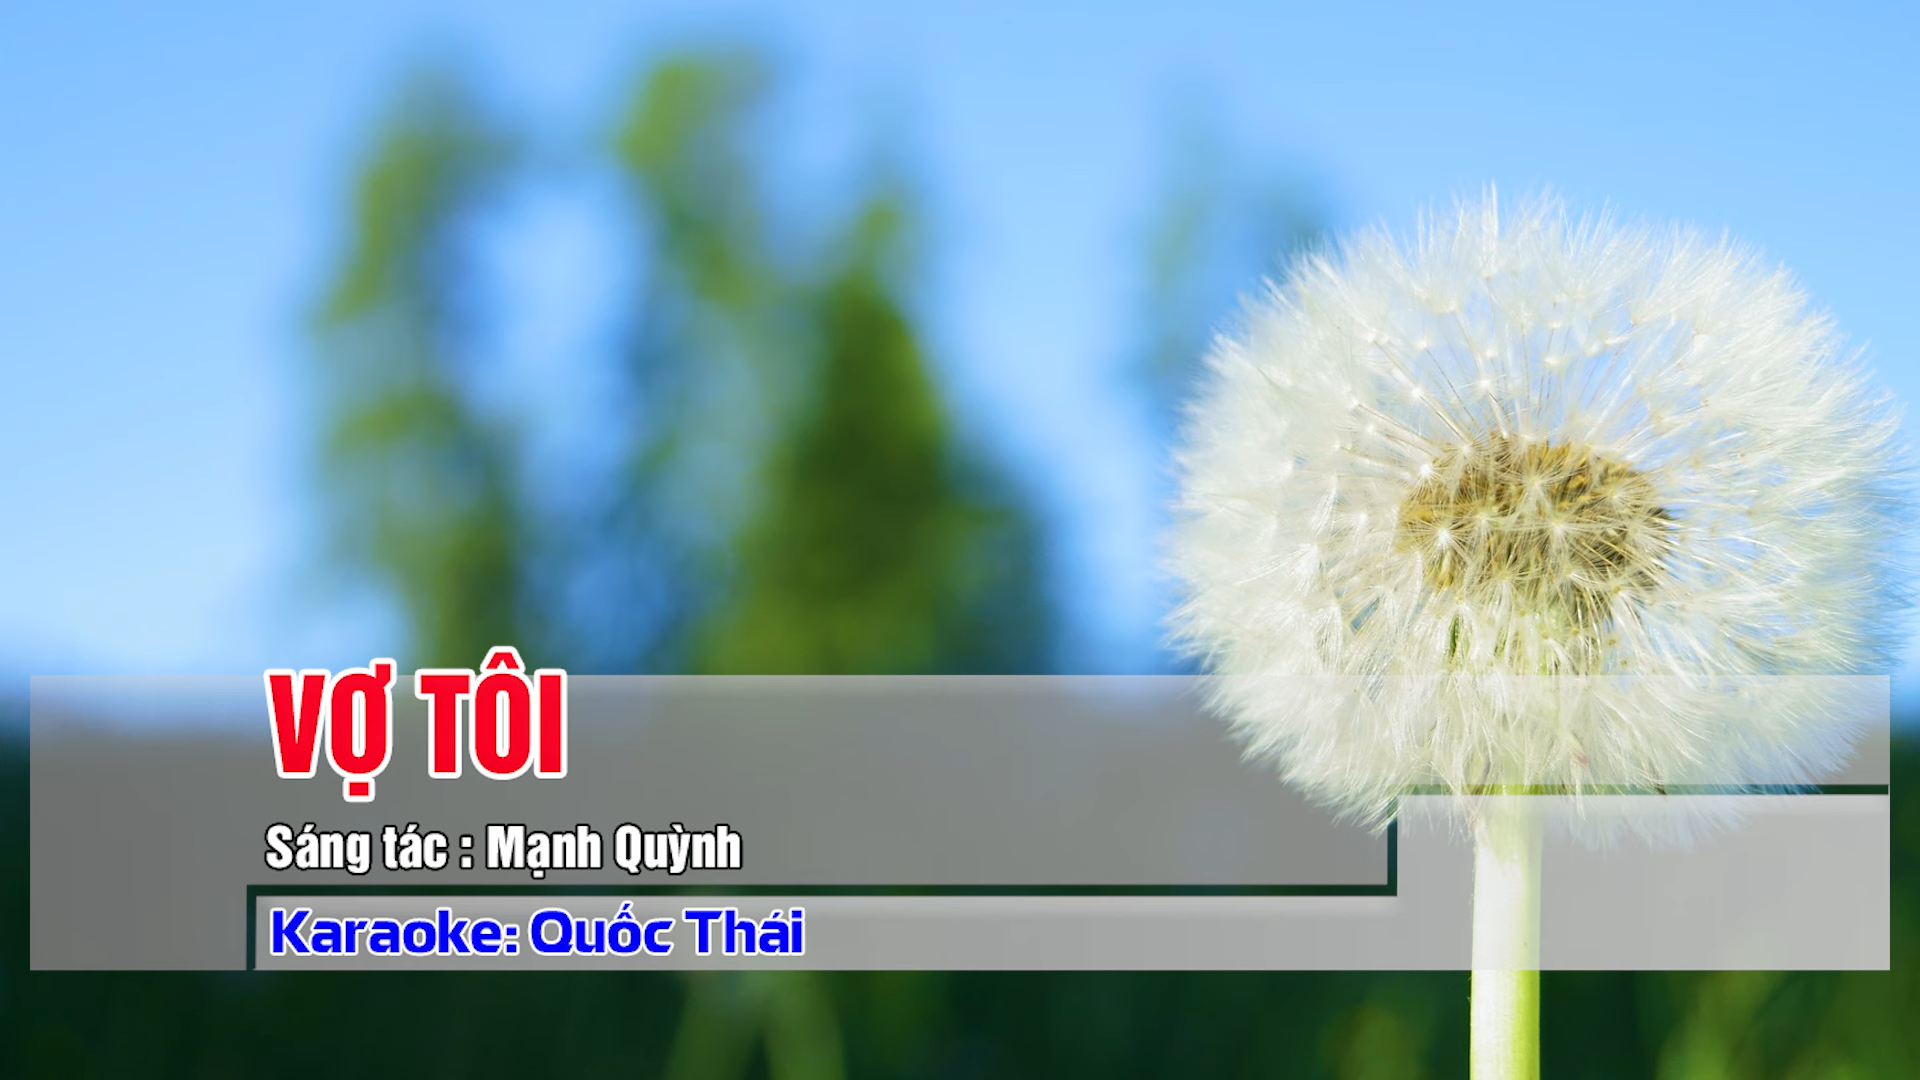 VỢ TÔI
Sáng tác : Mạnh Quỳnh
Karaoke: Quốc Thái